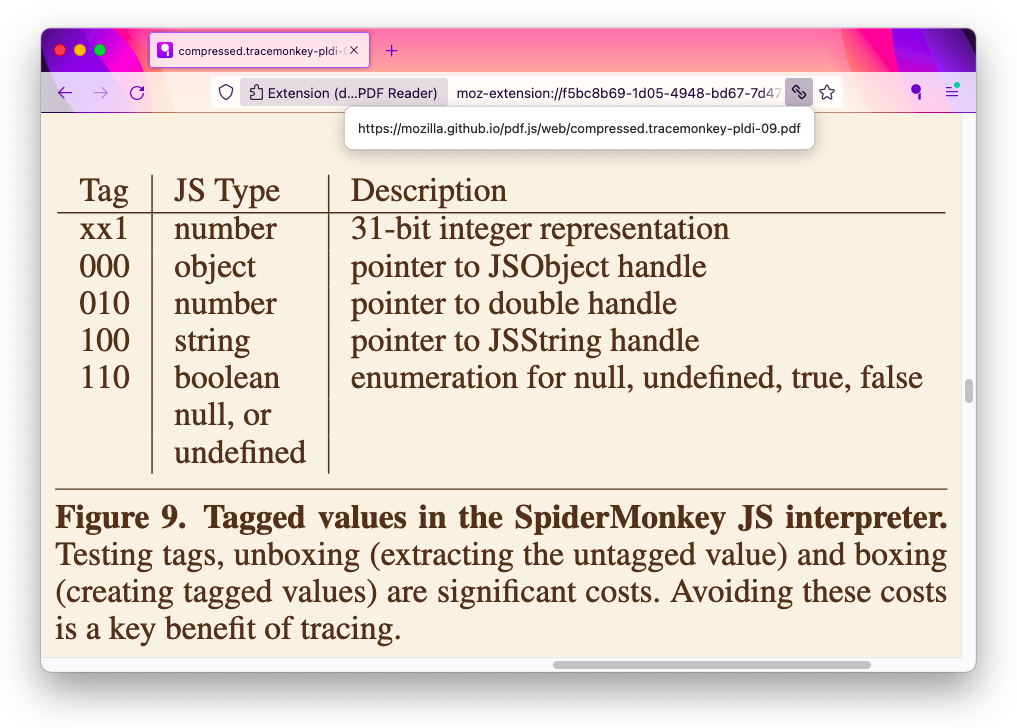 compressed.tracemonkey-pldi-
Extension (d...PDF Reader) moz-extension://f5bc8b69-1d05-4948-bd67-7d47
https://mozilla.github.io/pdf.js/web/compressed.tracemonkey-pldi-09.pdf
Tag JS Type Description
xx1 number 31-bit integer representation
000 object pointer to JSObject handle
010 number pointer to double handle
100 string pointer to JSString handle
110 boolean enumeration for null, undefined, true, false
null, or
undefined
Figure 9. Tagged values in the SpiderMonkey JS interpreter.
Testing tags, unboxing (extracting the untagged value) and boxing
(creating tagged values) are significant costs. Avoiding these costs
is a key benefit of tracing.